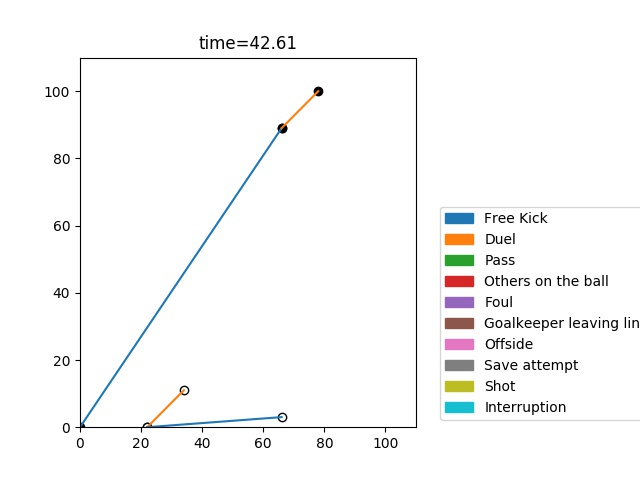 time=42.61
100
80
60
40
20
0
0 20 40 60 80 100
Free Kick
Duel
Pass
Others on the ball
Foul
Goalkeeper leaving lin
Offside
Save attempt
Shot
Interruption